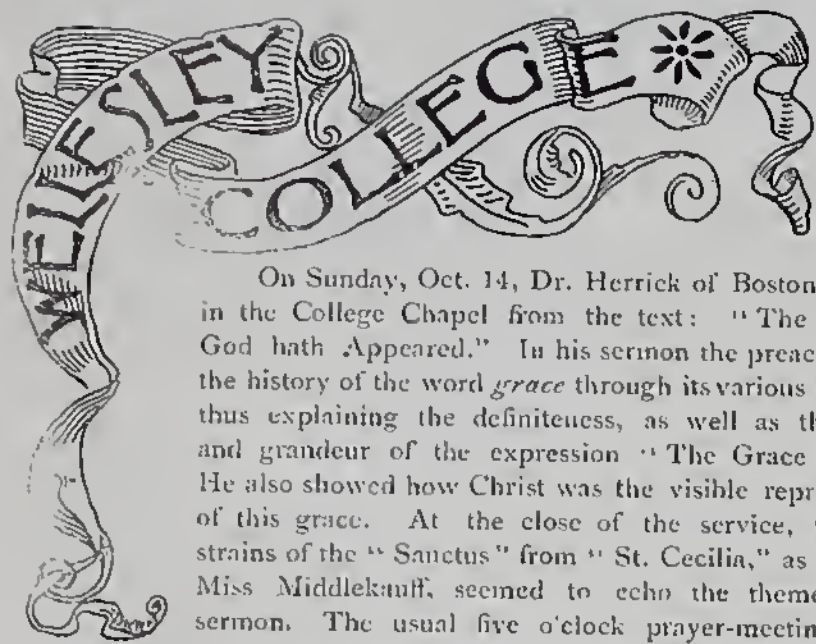 WELLESLEY
COLLEGE
On Sunday, Oct. 14, Dr. Herrick of Boston
in the College Chapel from the text: "The
God hath Appeared." In his sermon the preac
the history of the word grace through its various
thus explaining the definiteness, as well as th
and grandeur of the expression "The Grace
He also showed how Christ was the visible repr
of this grace. At the close of the service,
strains of the "Sanctus" from "St. Cecilia," as
Miss Middlekauff, seemed to echo the theme
sermon. The usual five o'clock prayer-meetin